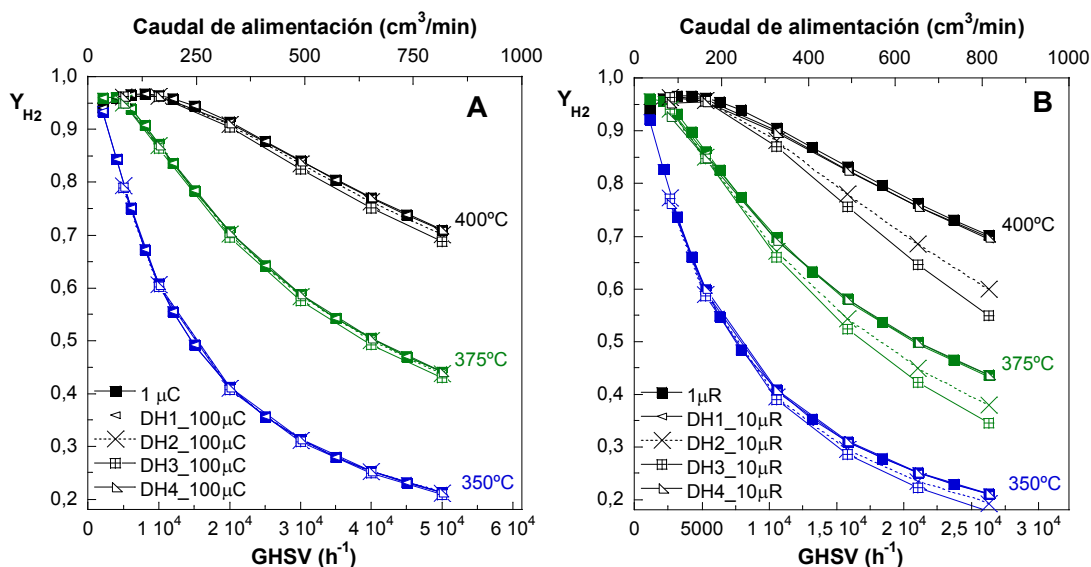 Caudal de alimentación (cm³/min)
0 250 500 750 1000
A
Y_H2
1,0
0,9
0,8
0,7
0,6
0,5
0,4
0,3
0,2
400ºC
375ºC
350ºC
1 μC
DH1_100μC
DH2_100μC
DH3_100μC
DH4_100μC
0 1 10⁴ 2 10⁴ 3 10⁴ 4 10⁴ 5 10⁴ 6 10⁴
GHSV (h⁻¹)
Caudal de alimentación (cm³/min)
0 200 400 600 800 1000
B
Y_H2
1,0
0,9
0,8
0,7
0,6
0,5
0,4
0,3
0,2
400ºC
375ºC
350ºC
1μR
DH1_10μR
DH2_10μR
DH3_10μR
DH4_10μR
0 5000 1 10⁴ 1,5 10⁴ 2 10⁴ 2,5 10⁴ 3 10⁴
GHSV (h⁻¹)